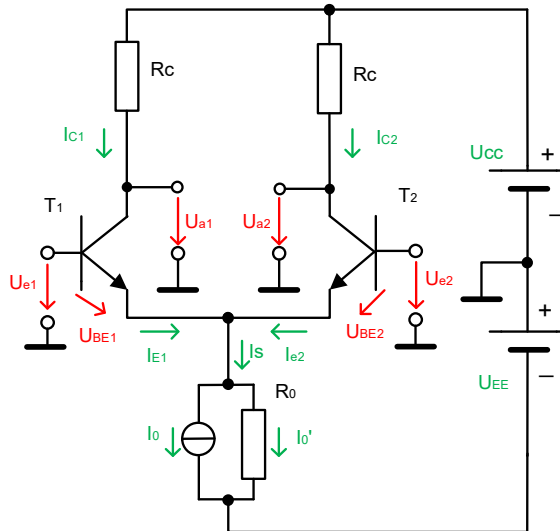 Rc
Rc
IC1
IC2
Ucc
+
−
T1
T2
Ua1
Ua2
Ue1
Ue2
UBE1
UBE2
+
−
UEE
IE1
Is
Ie2
R0
I0
I0'